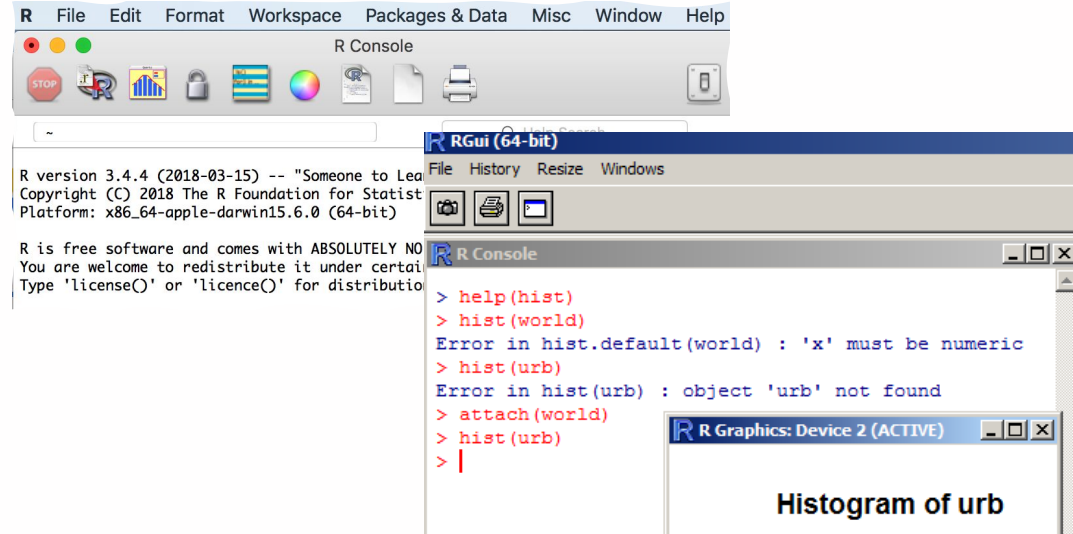 R File Edit Format Workspace Packages & Data Misc Window Help
R Console
STOP
~
Help Search
R version 3.4.4 (2018-03-15) -- "Someone to Lea
Copyright (C) 2018 The R Foundation for Statist
Platform: x86_64-apple-darwin15.6.0 (64-bit)
R is free software and comes with ABSOLUTELY NO
You are welcome to redistribute it under certai
Type 'license()' or 'licence()' for distributio
RGui (64-bit)
File History Resize Windows
R Console
> help(hist)
> hist(world)
Error in hist.default(world) : 'x' must be numeric
> hist(urb)
Error in hist(urb) : object 'urb' not found
> attach(world)
> hist(urb)
>
R Graphics: Device 2 (ACTIVE)
Histogram of urb